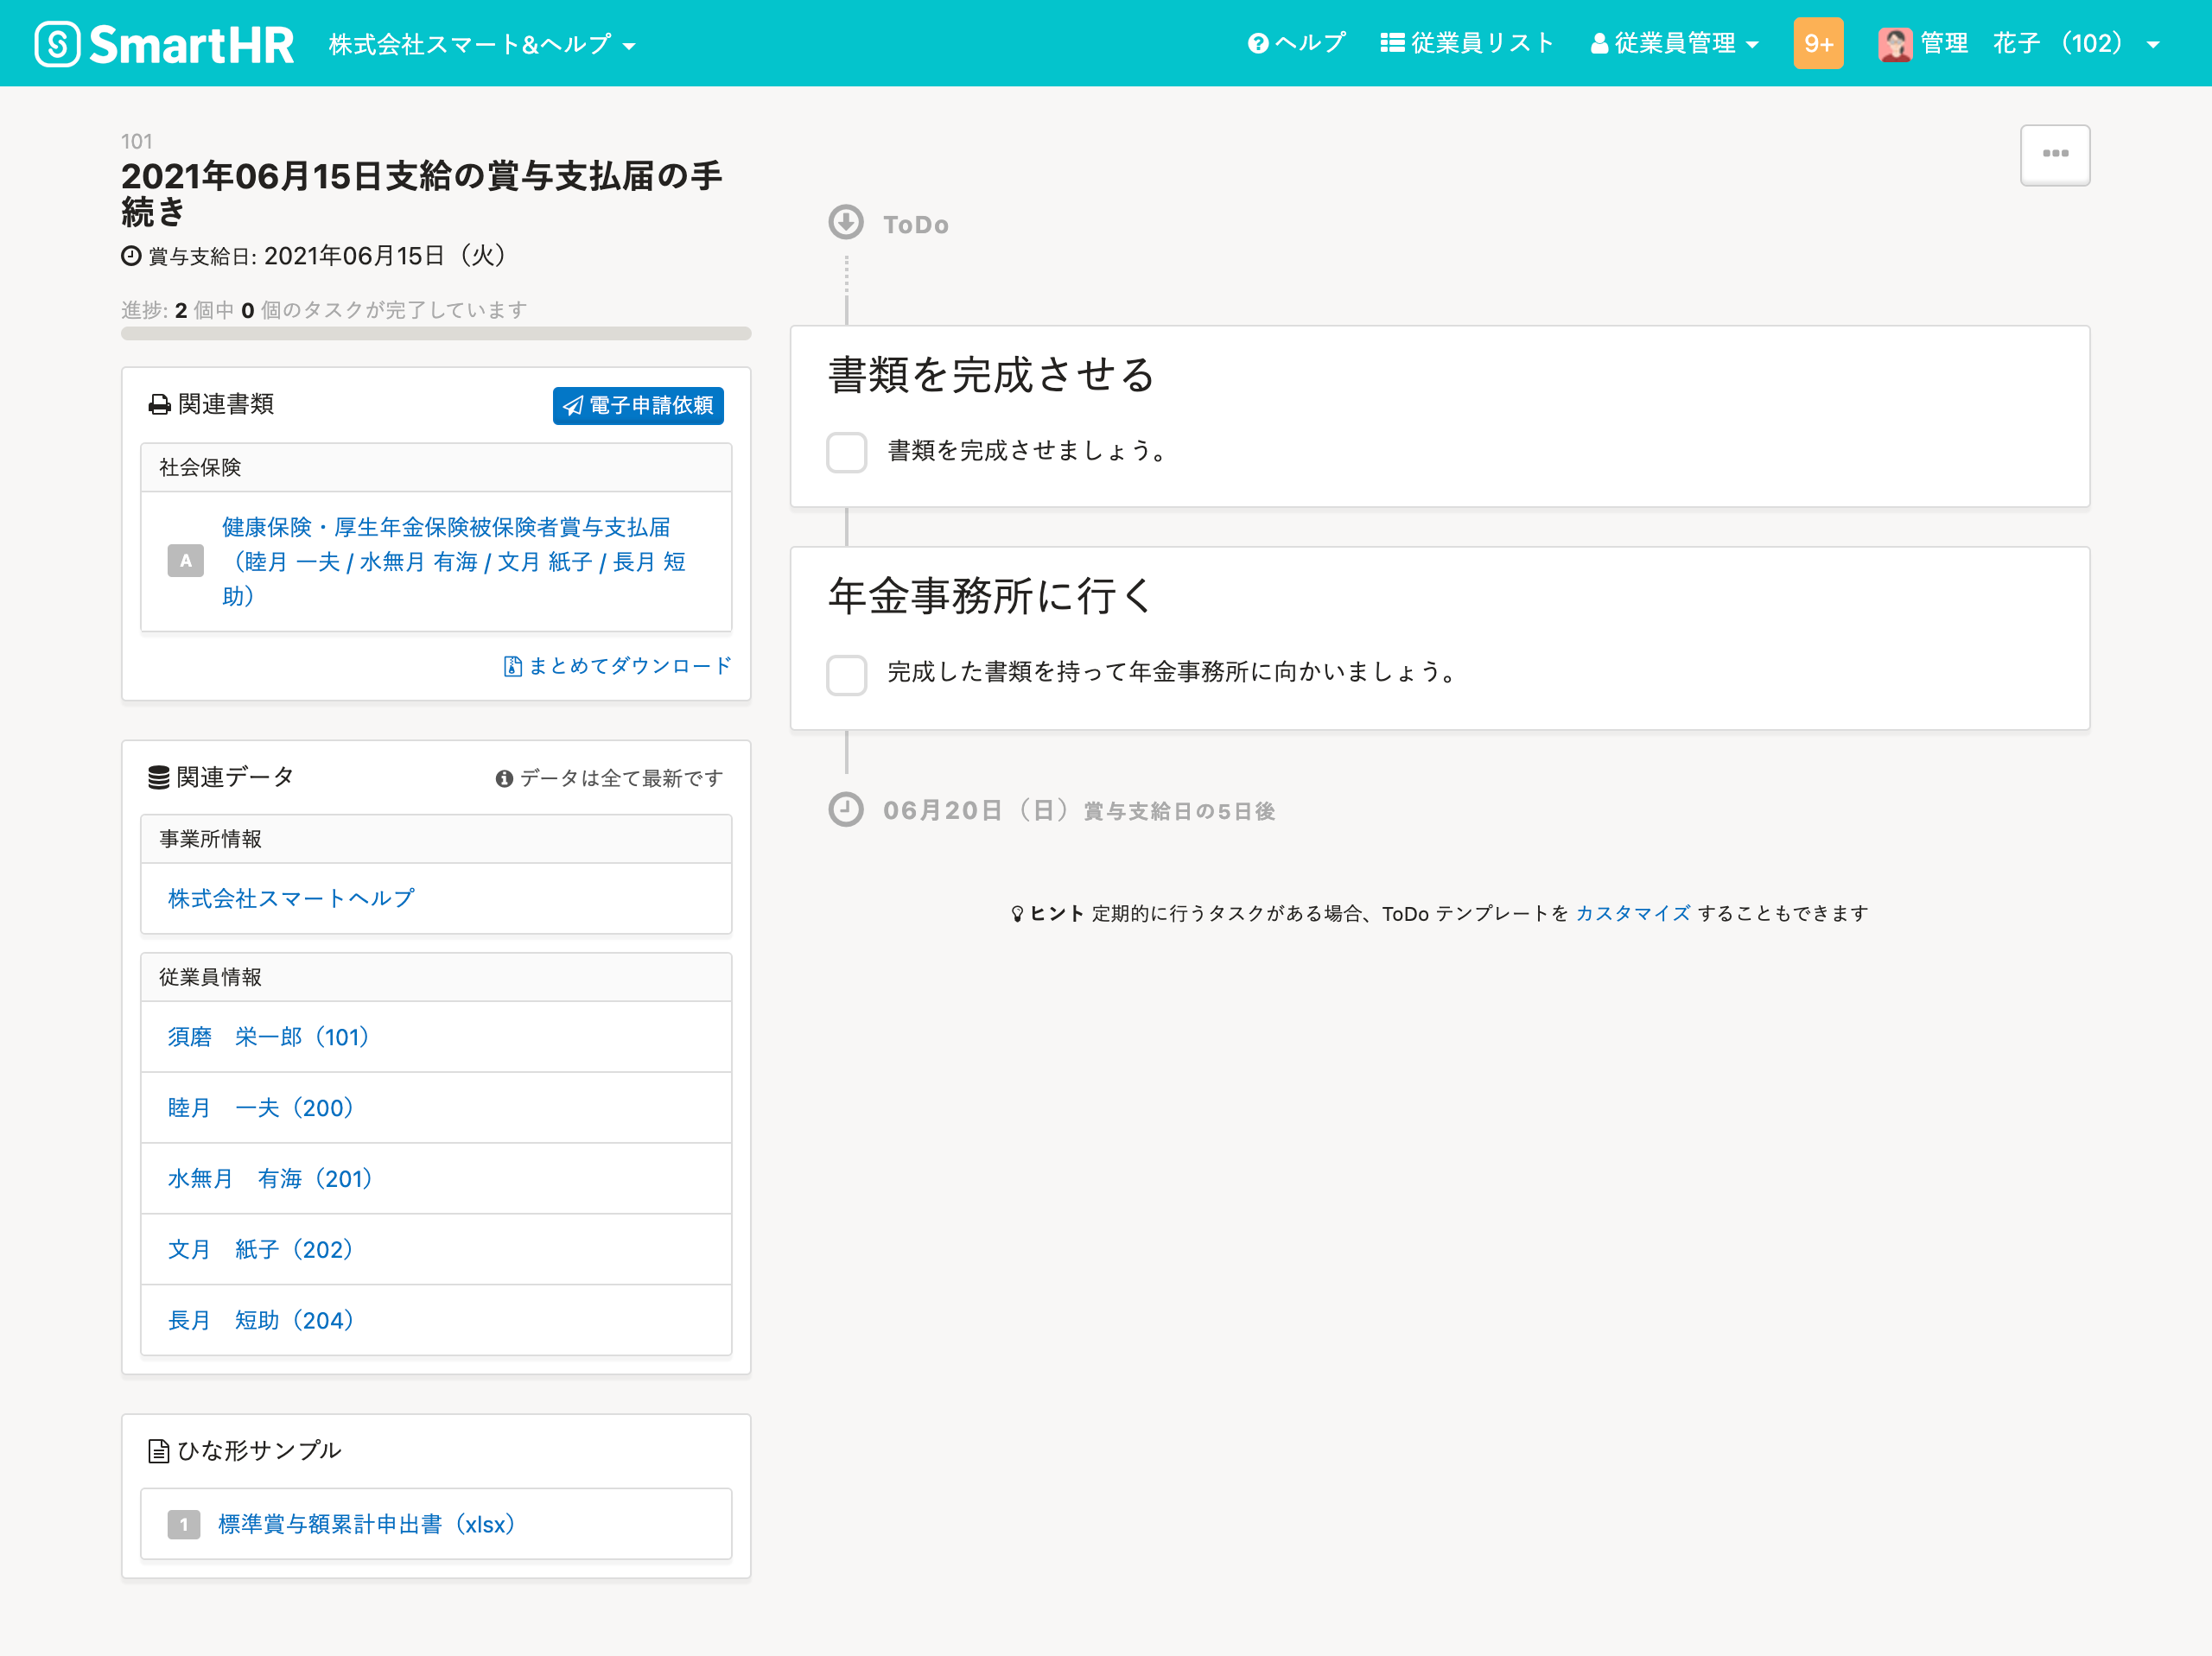 SmartHR 株式会社スマート&ヘルプ ヘルプ 従業員リスト 従業員管理 9+ 管理 花子 （102）
101
2021年06月15日支給の賞与支払届の手
続き
賞与支給日: 2021年06月15日（火）
進捗: 2 個中 0 個のタスクが完了しています
関連書類 電子申請依頼
社会保険
A
健康保険・厚生年金保険被保険者賞与支払届
（睦月 一夫 / 水無月 有海 / 文月 紙子 / 長月 短
助）
まとめてダウンロード
関連データ データは全て最新です
事業所情報
株式会社スマートヘルプ
従業員情報
須磨 栄一郎（101）
睦月 一夫（200）
水無月 有海（201）
文月 紙子（202）
長月 短助（204）
ひな形サンプル
1 標準賞与額累計申出書（xlsx）
ToDo
書類を完成させる
書類を完成させましょう。
年金事務所に行く
完成した書類を持って年金事務所に向かいましょう。
06月20日（日）賞与支給日の5日後
ヒント 定期的に行うタスクがある場合、ToDo テンプレートを カスタマイズ することもできます